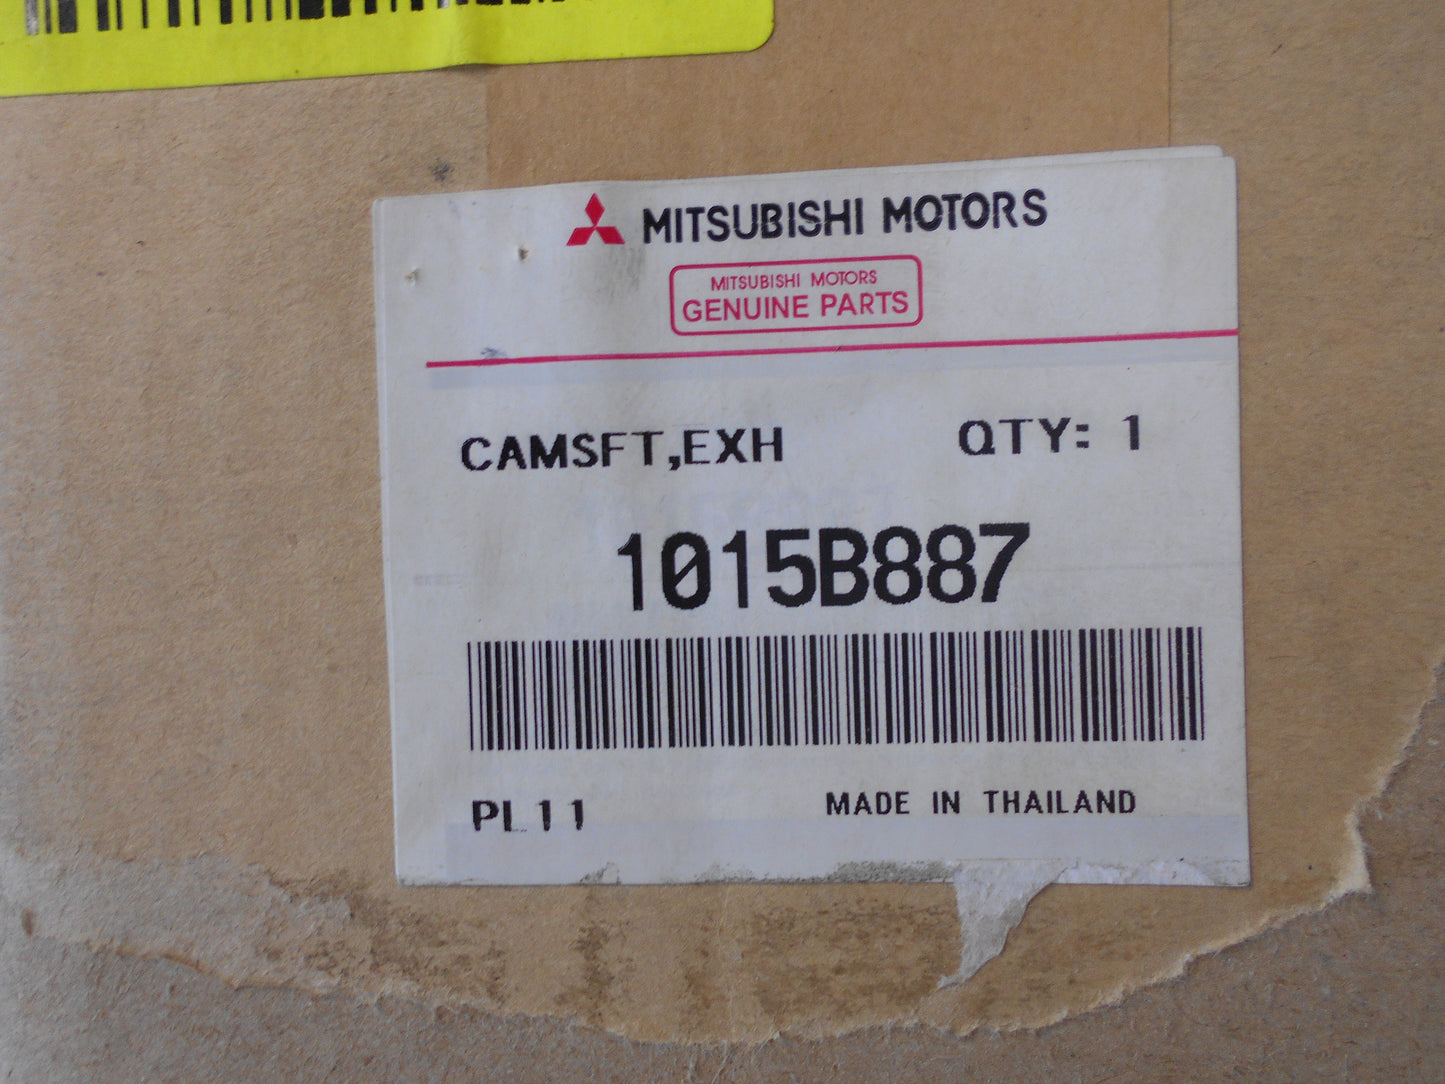 MITSUBISHI MOTORS
MITSUBISHI MOTORS
GENUINE PARTS
CAMSFT,EXH QTY: 1
1015B887
PL11 MADE IN THAILAND